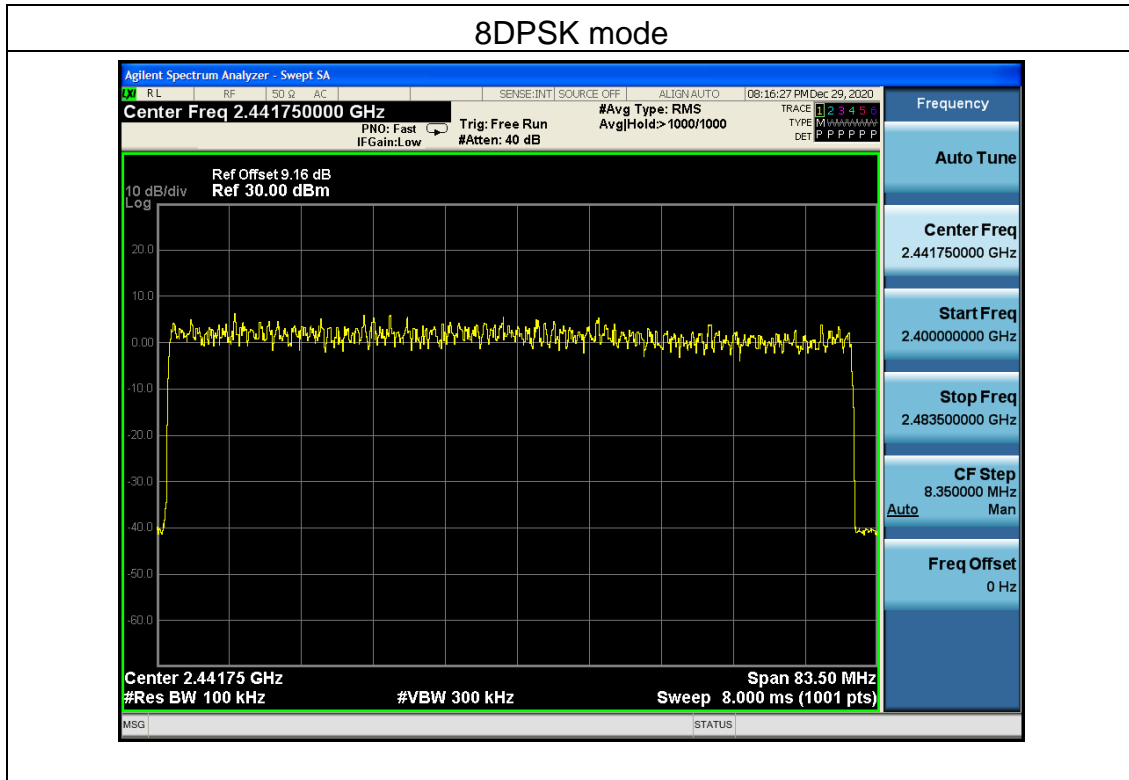 8DPSK mode
Agilent Spectrum Analyzer - Swept SA
LXI RL RF 50 Ω AC SENSE:INT SOURCE OFF ALIGN AUTO 08:16:27 PM Dec 29, 2020
Center Freq 2.441750000 GHz
PNO: Fast
IFGain:Low
Trig: Free Run
#Atten: 40 dB
#Avg Type: RMS
Avg|Hold:>1000/1000
TRACE 1 2 3 4 5 6
TYPE MWWWWW
DET P P P P P P
Ref Offset 9.16 dB
10 dB/div Ref 30.00 dBm
Log
20.0
10.0
0.00
-10.0
-20.0
-30.0
-40.0
-50.0
-60.0
Center 2.44175 GHz Span 83.50 MHz
#Res BW 100 kHz #VBW 300 kHz Sweep 8.000 ms (1001 pts)
MSG STATUS
Frequency
Auto Tune
Center Freq
2.441750000 GHz
Start Freq
2.400000000 GHz
Stop Freq
2.483500000 GHz
CF Step
8.350000 MHz
Auto Man
Freq Offset
0 Hz